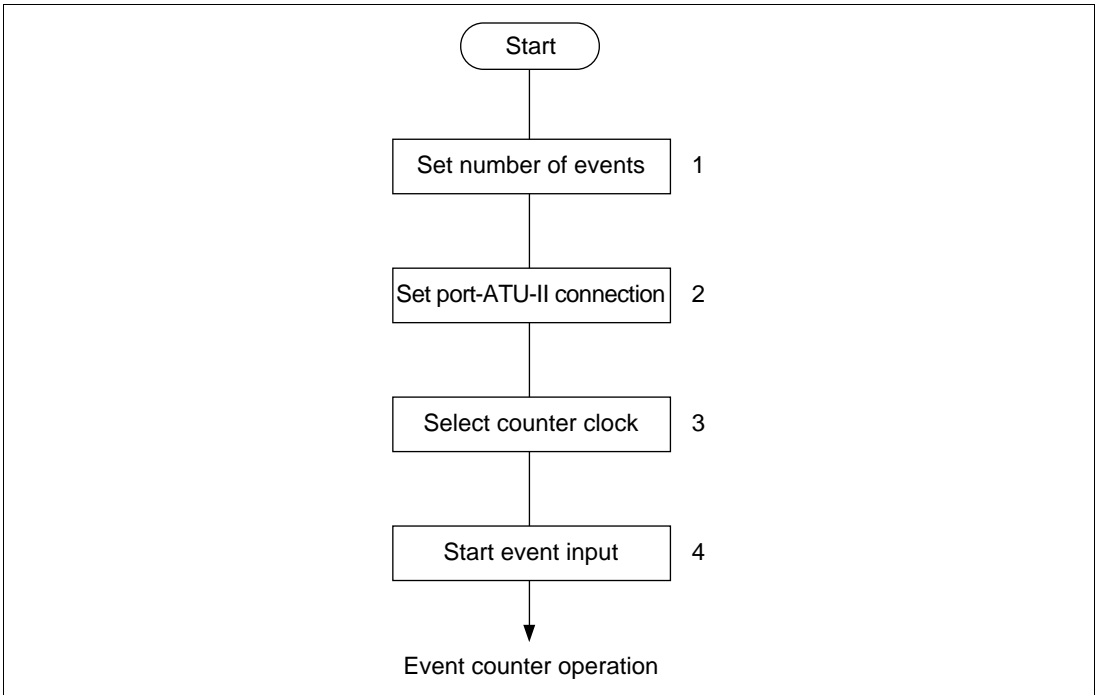 Start
Set number of events 1
Set port-ATU-II connection 2
Select counter clock 3
Start event input 4
Event counter operation